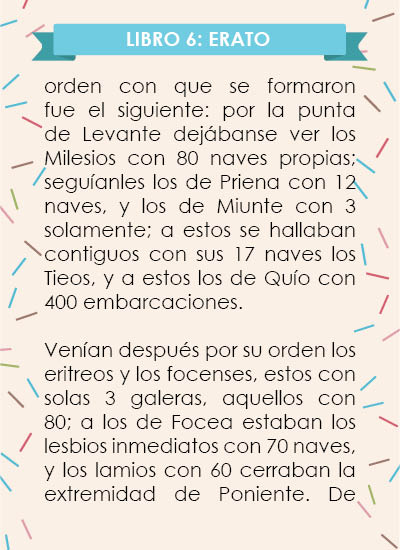 LIBRO 6: ERATO
orden con que se formaron
fue el siguiente: por la punta
de Levante dejábanse ver los
Milesios con 80 naves propias;
seguíanles los de Priena con 12
naves, y los de Miunte con 3
solamente; a estos se hallaban
contiguos con sus 17 naves los
Tieos, y a estos los de Quío con
400 embarcaciones.
Venían después por su orden los
eritreos y los focenses, estos con
solas 3 galeras, aquellos con
80; a los de Focea estaban los
lesbios inmediatos con 70 naves,
y los lamios con 60 cerraban la
extremidad de Poniente. De